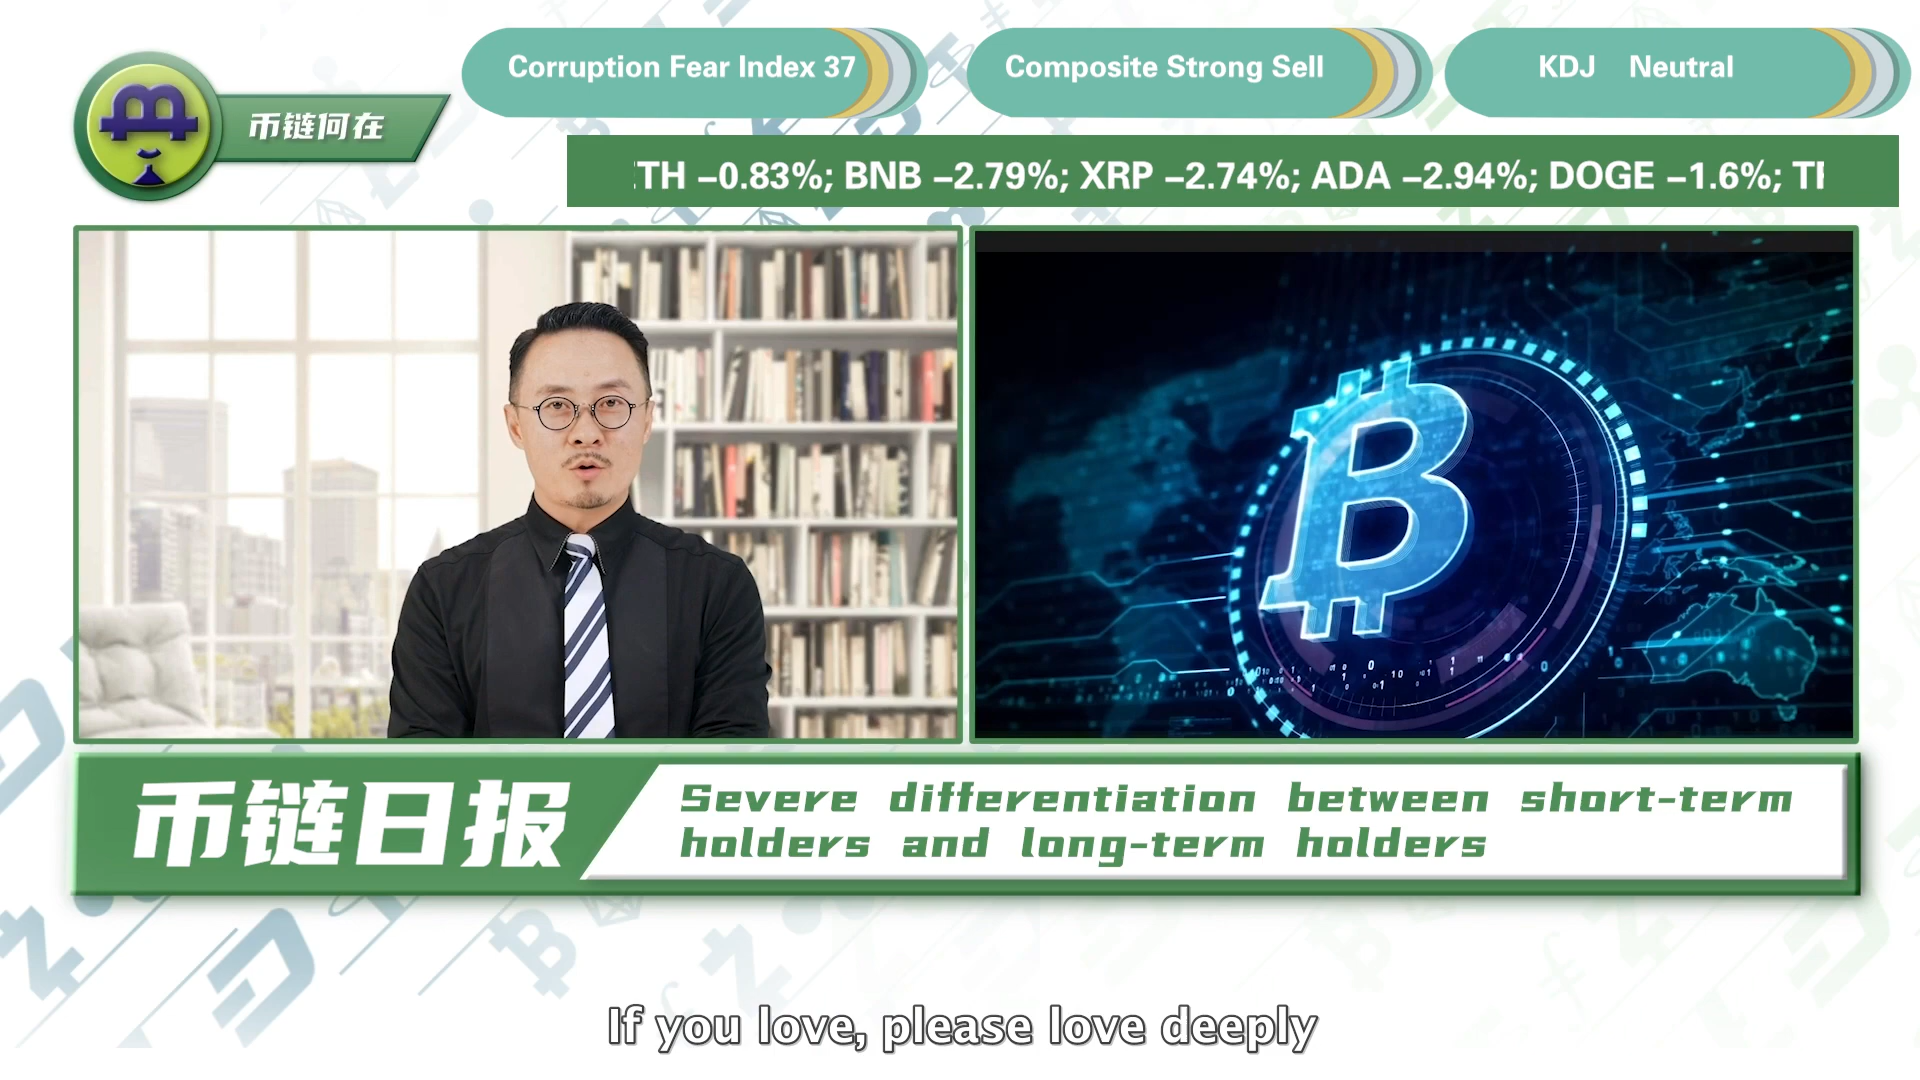 Corruption Fear Index 37
Composite Strong Sell
KDJ Neutral
币链何在
TH −0.83%; BNB −2.79%; XRP −2.74%; ADA −2.94%; DOGE −1.6%;
币链日报
Severe differentiation between short-term
holders and long-term holders
If you love, please love deeply